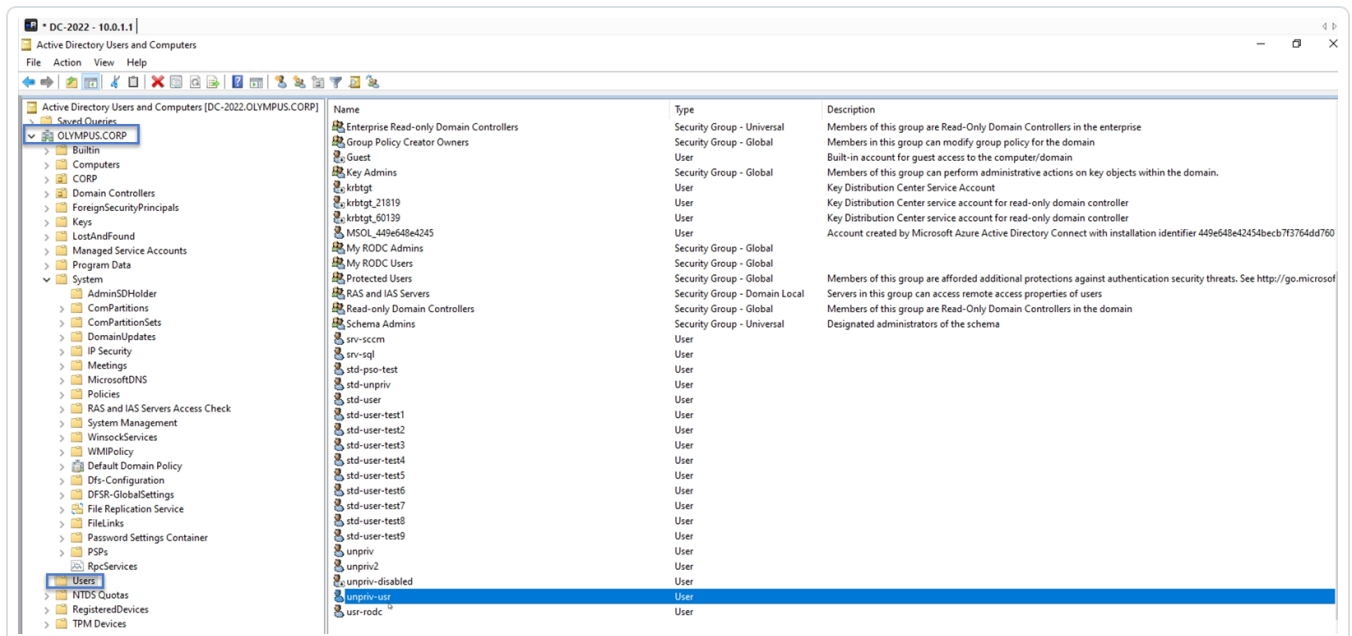 * DC-2022 - 10.0.1.1
Active Directory Users and Computers
File Action View Help
Active Directory Users and Computers [DC-2022.OLYMPUS.CORP]
Saved Queries
OLYMPUS.CORP
Builtin
Computers
CORP
Domain Controllers
ForeignSecurityPrincipals
Keys
LostAndFound
Managed Service Accounts
Program Data
System
AdminSDHolder
ComPartitions
ComPartitionSets
DomainUpdates
IP Security
Meetings
MicrosoftDNS
Policies
RAS and IAS Servers Access Check
System Management
WinsockServices
WMIPolicy
Default Domain Policy
Dfs-Configuration
DFSR-GlobalSettings
File Replication Service
FileLinks
Password Settings Container
PSPs
RpcServices
Users
NTDS Quotas
RegisteredDevices
TPM Devices
Name Type Description
Enterprise Read-only Domain Controllers Security Group - Universal Members of this group are Read-Only Domain Controllers in the enterprise
Group Policy Creator Owners Security Group - Global Members in this group can modify group policy for the domain
Guest User Built-in account for guest access to the computer/domain
Key Admins Security Group - Global Members of this group can perform administrative actions on key objects within the domain.
krbtgt User Key Distribution Center Service Account
krbtgt_21819 User Key Distribution Center service account for read-only domain controller
krbtgt_60139 User Key Distribution Center service account for read-only domain controller
MSOL_449e648e4245 User Account created by Microsoft Azure Active Directory Connect with installation identifier 449e648e42454becb7f3764dd760
My RODC Admins Security Group - Global
My RODC Users Security Group - Global
Protected Users Security Group - Global Members of this group are afforded additional protections against authentication security threats. See http://go.microsof
RAS and IAS Servers Security Group - Domain Local Servers in this group can access remote access properties of users
Read-only Domain Controllers Security Group - Global Members of this group are Read-Only Domain Controllers in the domain
Schema Admins Security Group - Universal Designated administrators of the schema
srv-sccm User
srv-sql User
std-pso-test User
std-unpriv User
std-user User
std-user-test1 User
std-user-test2 User
std-user-test3 User
std-user-test4 User
std-user-test5 User
std-user-test6 User
std-user-test7 User
std-user-test8 User
std-user-test9 User
unpriv User
unpriv2 User
unpriv-disabled User
unpriv-usr User
usr-rodc User